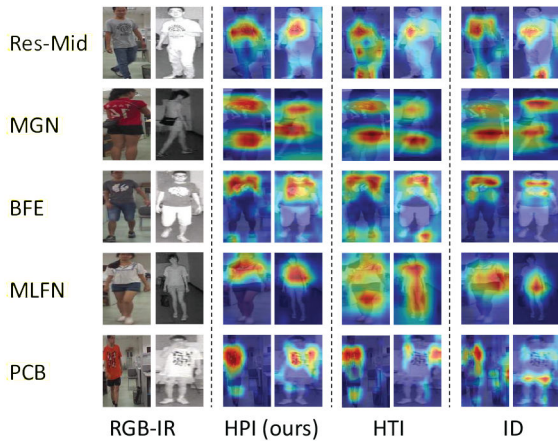 Res-Mid
MGN
BFE
MLFN
PCB
RGB-IR HPI (ours) HTI ID